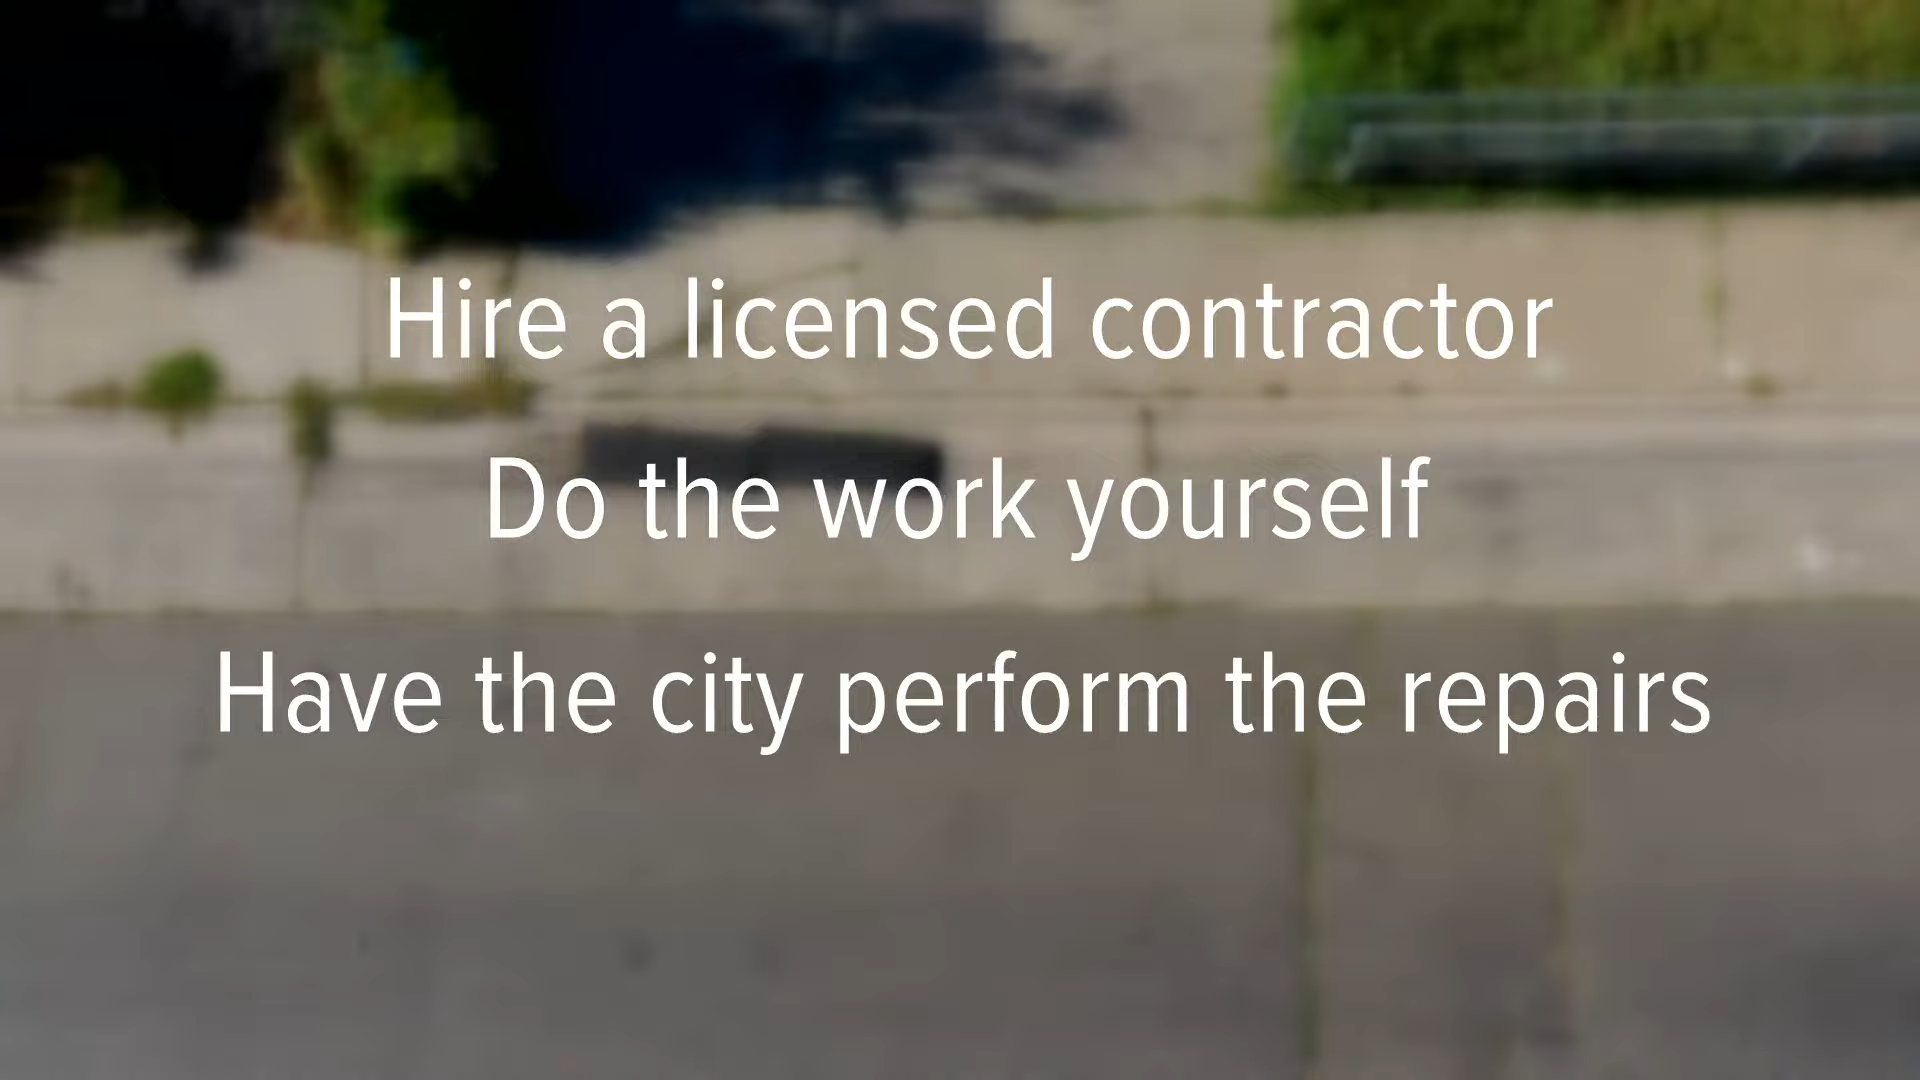 Hire a licensed contractor
Do the work yourself
Have the city perform the repairs